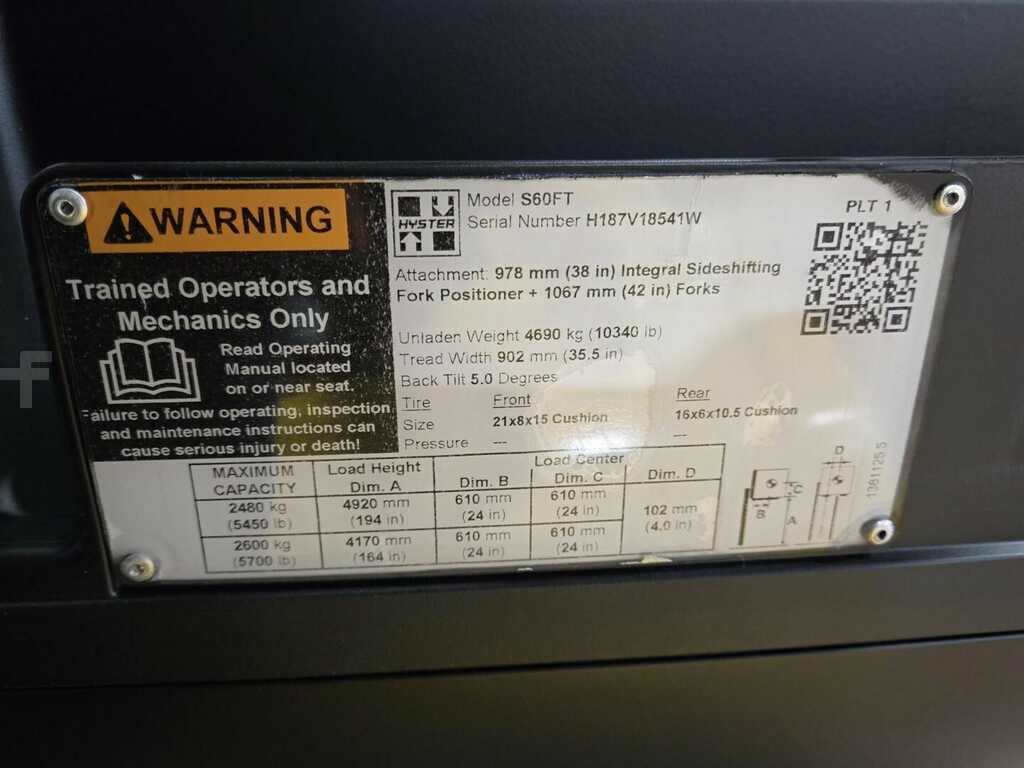 WARNING
Trained Operators and
Mechanics Only
Read Operating
Manual located
on or near seat.
Failure to follow operating, inspection
and maintenance instructions can
cause serious injury or death!
HYSTER
Model S60FT
Serial Number H187V18541W
PLT 1
Attachment: 978 mm (38 in) Integral Sideshifting
Fork Positioner + 1067 mm (42 in) Forks
Unladen Weight 4690 kg (10340 lb)
Tread Width 902 mm (35.5 in)
Back Tilt 5.0 Degrees
Tire Front Rear
Size 21x8x15 Cushion 16x6x10.5 Cushion
Pressure --- ---
MAXIMUM CAPACITY Load Height Dim. A Load Center Dim. B Dim. C Dim. D
2480 kg 4920 mm 610 mm 610 mm 102 mm
(5450 lb) (194 in) (24 in) (24 in) (4.0 in)
2600 kg 4170 mm 610 mm 610 mm
(5700 lb) (164 in) (24 in) (24 in)
D
C
B
A
1381125 5
f